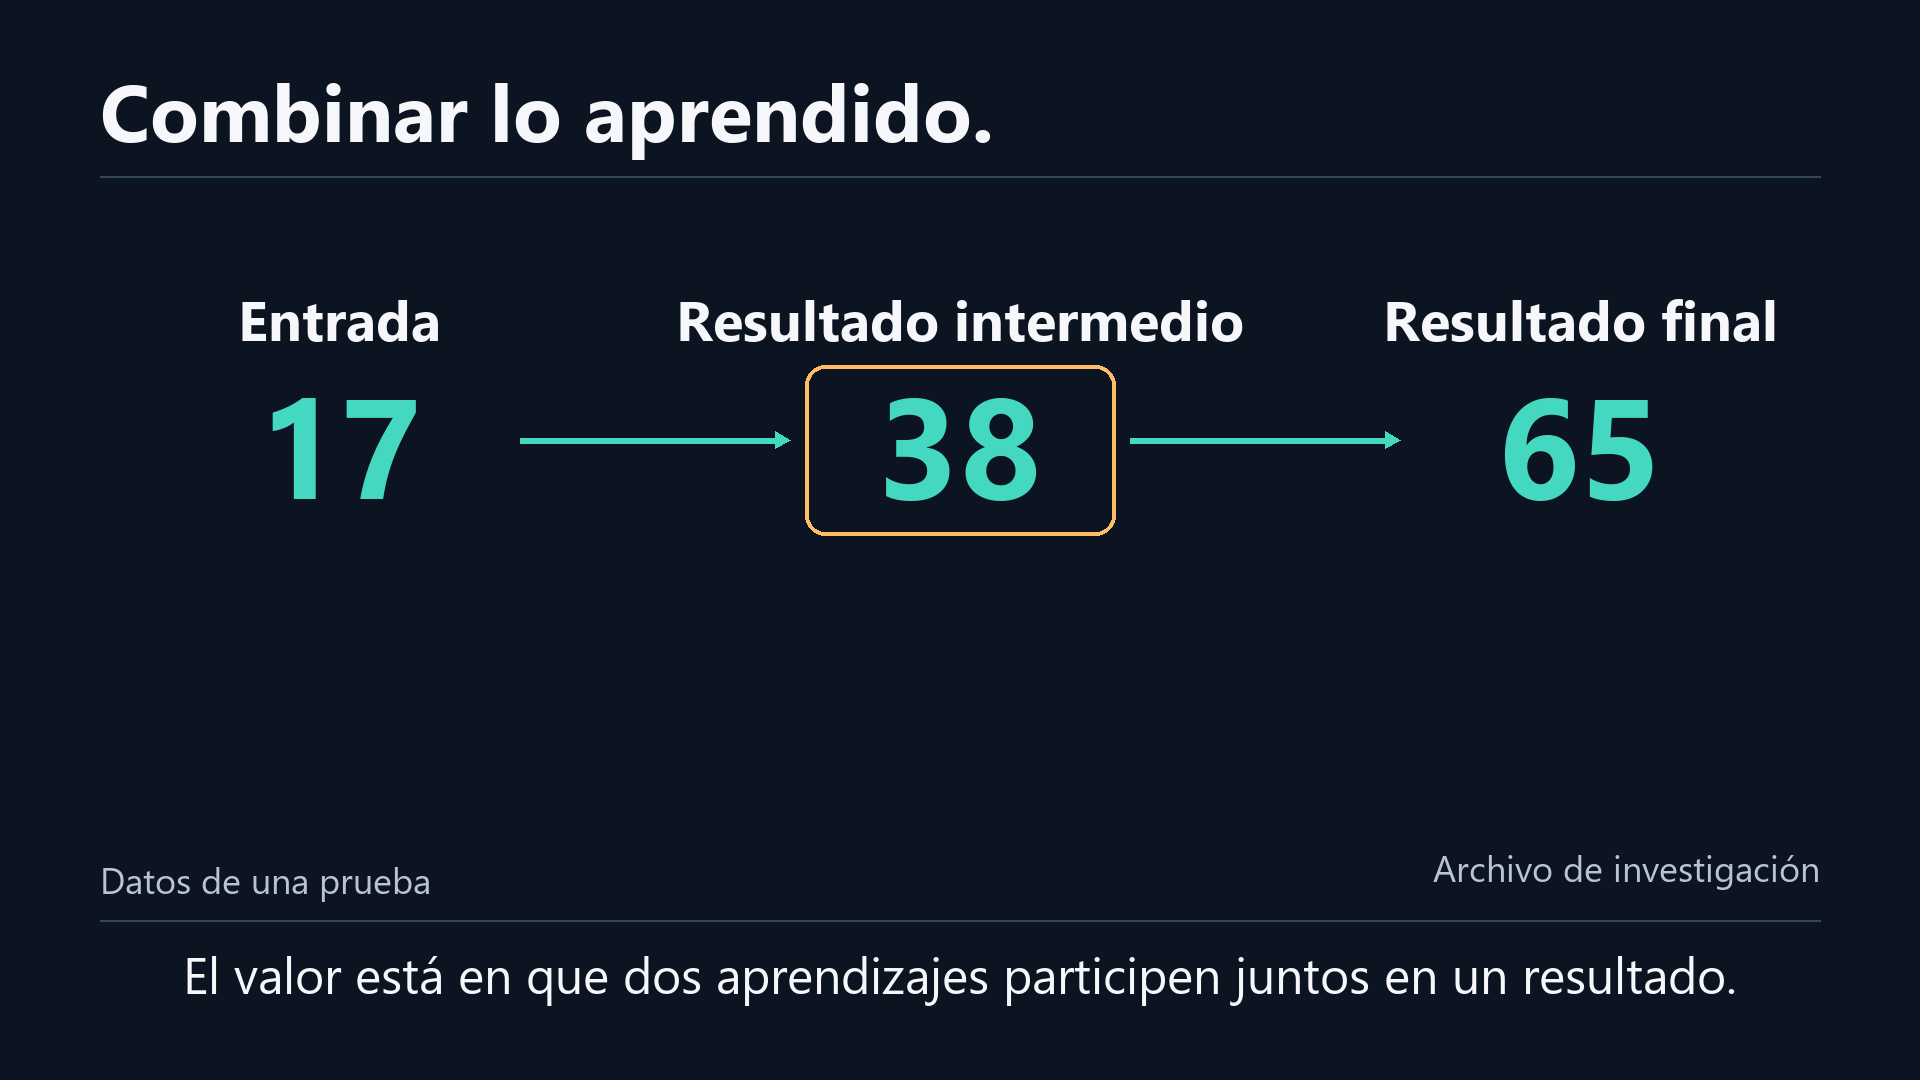 Combinar lo aprendido.
Entrada
Resultado intermedio
Resultado final
17
38
65
Datos de una prueba
Archivo de investigación
El valor está en que dos aprendizajes participen juntos en un resultado.